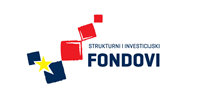 STRUKTURNI I INVESTICIJSKI
FONDOVI